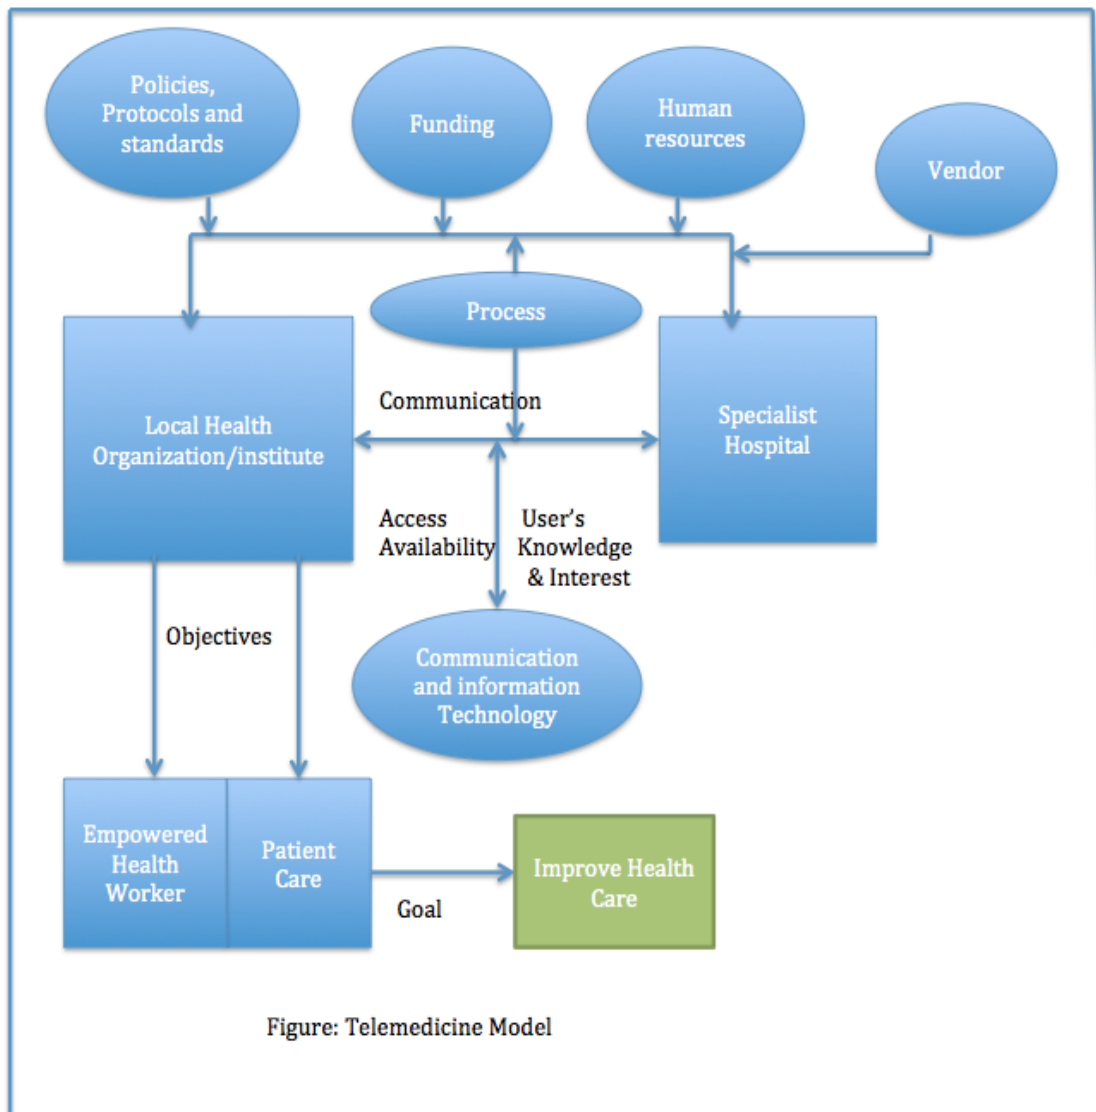 Policies,
Protocols and
standards
Funding
Human
resources
Vendor
Process
Communication
Local Health
Organization/institute
Specialist
Hospital
Access
Availability
User's
Knowledge
& Interest
Objectives
Communication
and information
Technology
Empowered
Health
Worker
Patient
Care
Goal
Improve Health
Care
Figure: Telemedicine Model